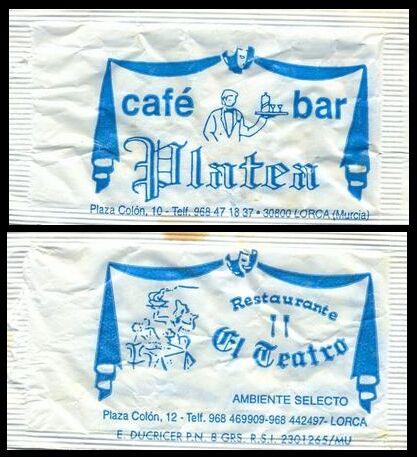 café bar
Platea
Plaza Colón, 10 - Telf. 968 47 18 37 • 30800 LORCA (Murcia)
Restaurante
El Teatro
AMBIENTE SELECTO
Plaza Colón, 12 - Telf. 968 469909-968 442497- LORCA
E. DUCRICER P.N. 8 GRS. R.S.I. 2301265/MU